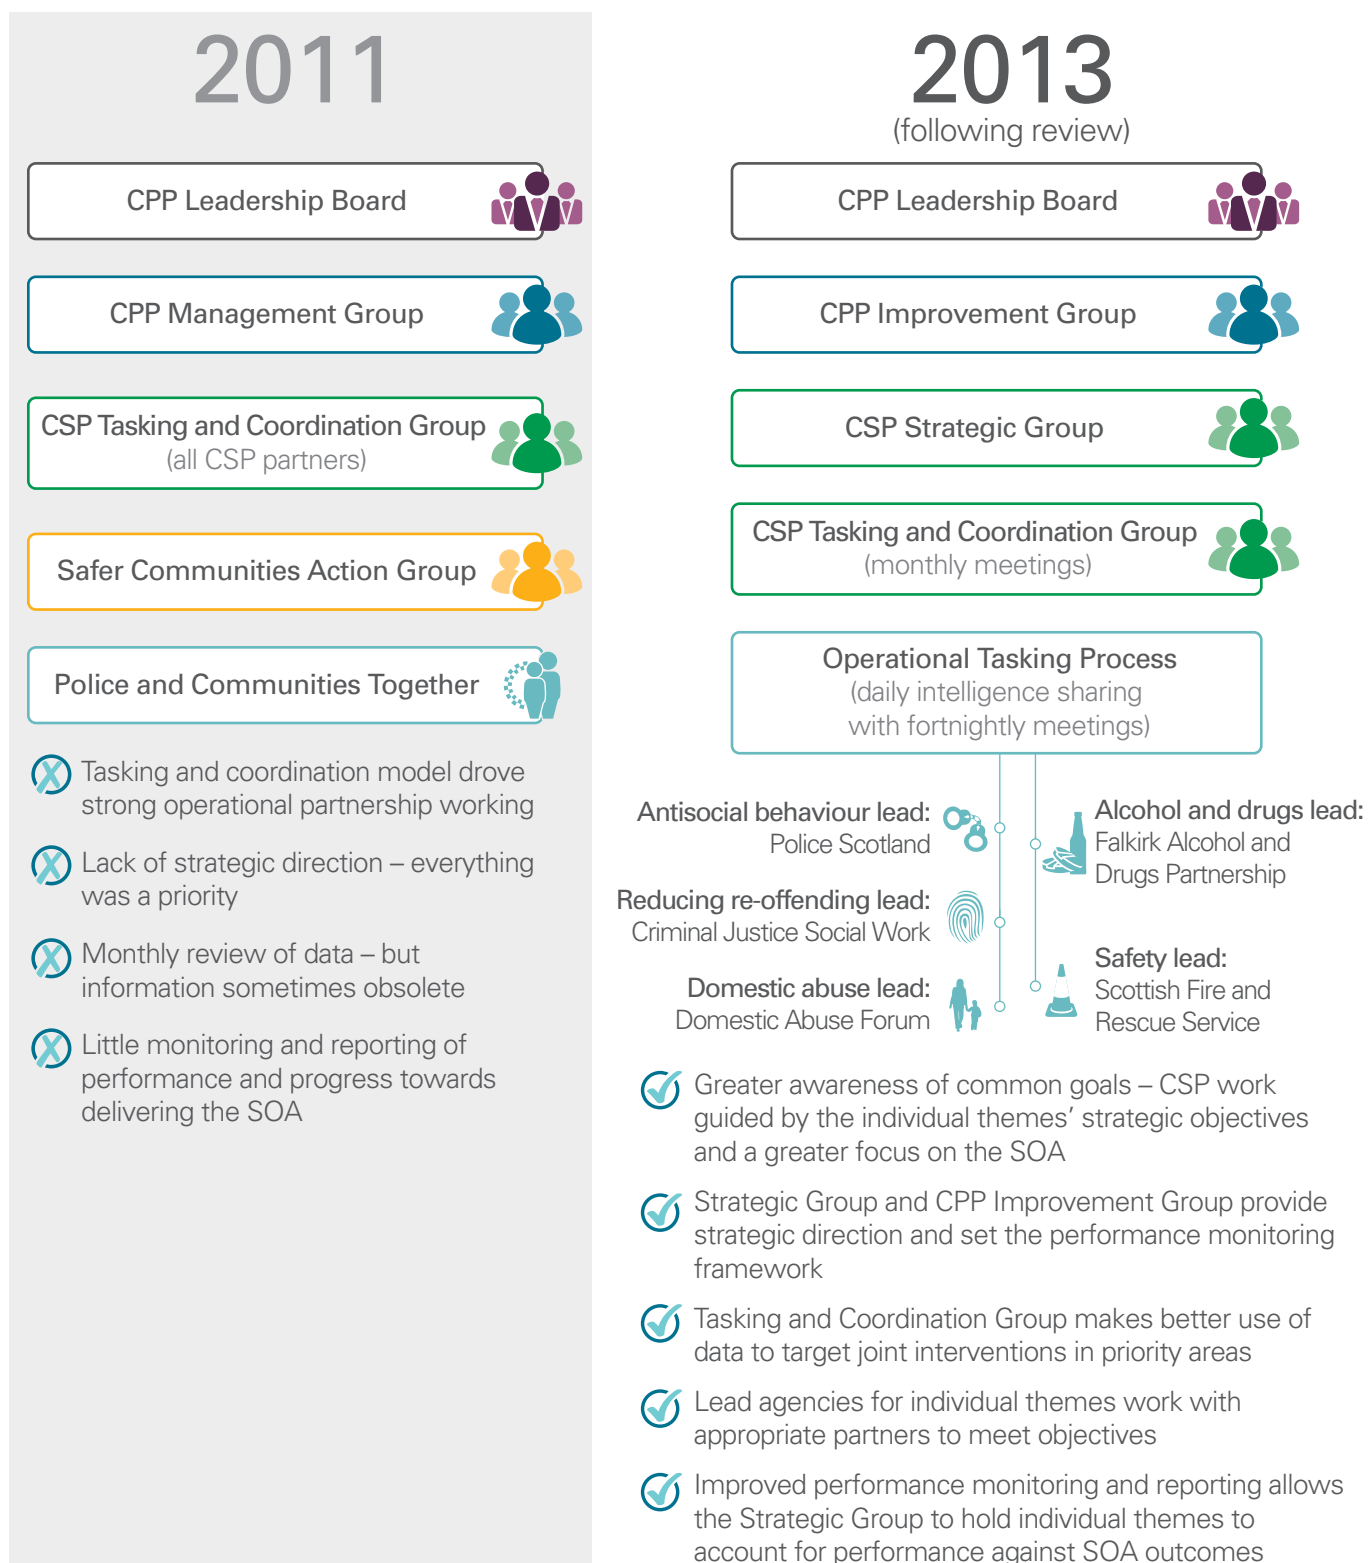 2011
CPP Leadership Board
CPP Management Group
CSP Tasking and Coordination Group
(all CSP partners)
Safer Communities Action Group
Police and Communities Together
Tasking and coordination model drove
strong operational partnership working
Lack of strategic direction – everything
was a priority
Monthly review of data – but
information sometimes obsolete
Little monitoring and reporting of
performance and progress towards
delivering the SOA
2013
(following review)
CPP Leadership Board
CPP Improvement Group
CSP Strategic Group
CSP Tasking and Coordination Group
(monthly meetings)
Operational Tasking Process
(daily intelligence sharing
with fortnightly meetings)
Antisocial behaviour lead:
Police Scotland
Reducing re-offending lead:
Criminal Justice Social Work
Domestic abuse lead:
Domestic Abuse Forum
Alcohol and drugs lead:
Falkirk Alcohol and
Drugs Partnership
Safety lead:
Scottish Fire and
Rescue Service
Greater awareness of common goals – CSP work
guided by the individual themes’ strategic objectives
and a greater focus on the SOA
Strategic Group and CPP Improvement Group provide
strategic direction and set the performance monitoring
framework
Tasking and Coordination Group makes better use of
data to target joint interventions in priority areas
Lead agencies for individual themes work with
appropriate partners to meet objectives
Improved performance monitoring and reporting allows
the Strategic Group to hold individual themes to
account for performance against SOA outcomes